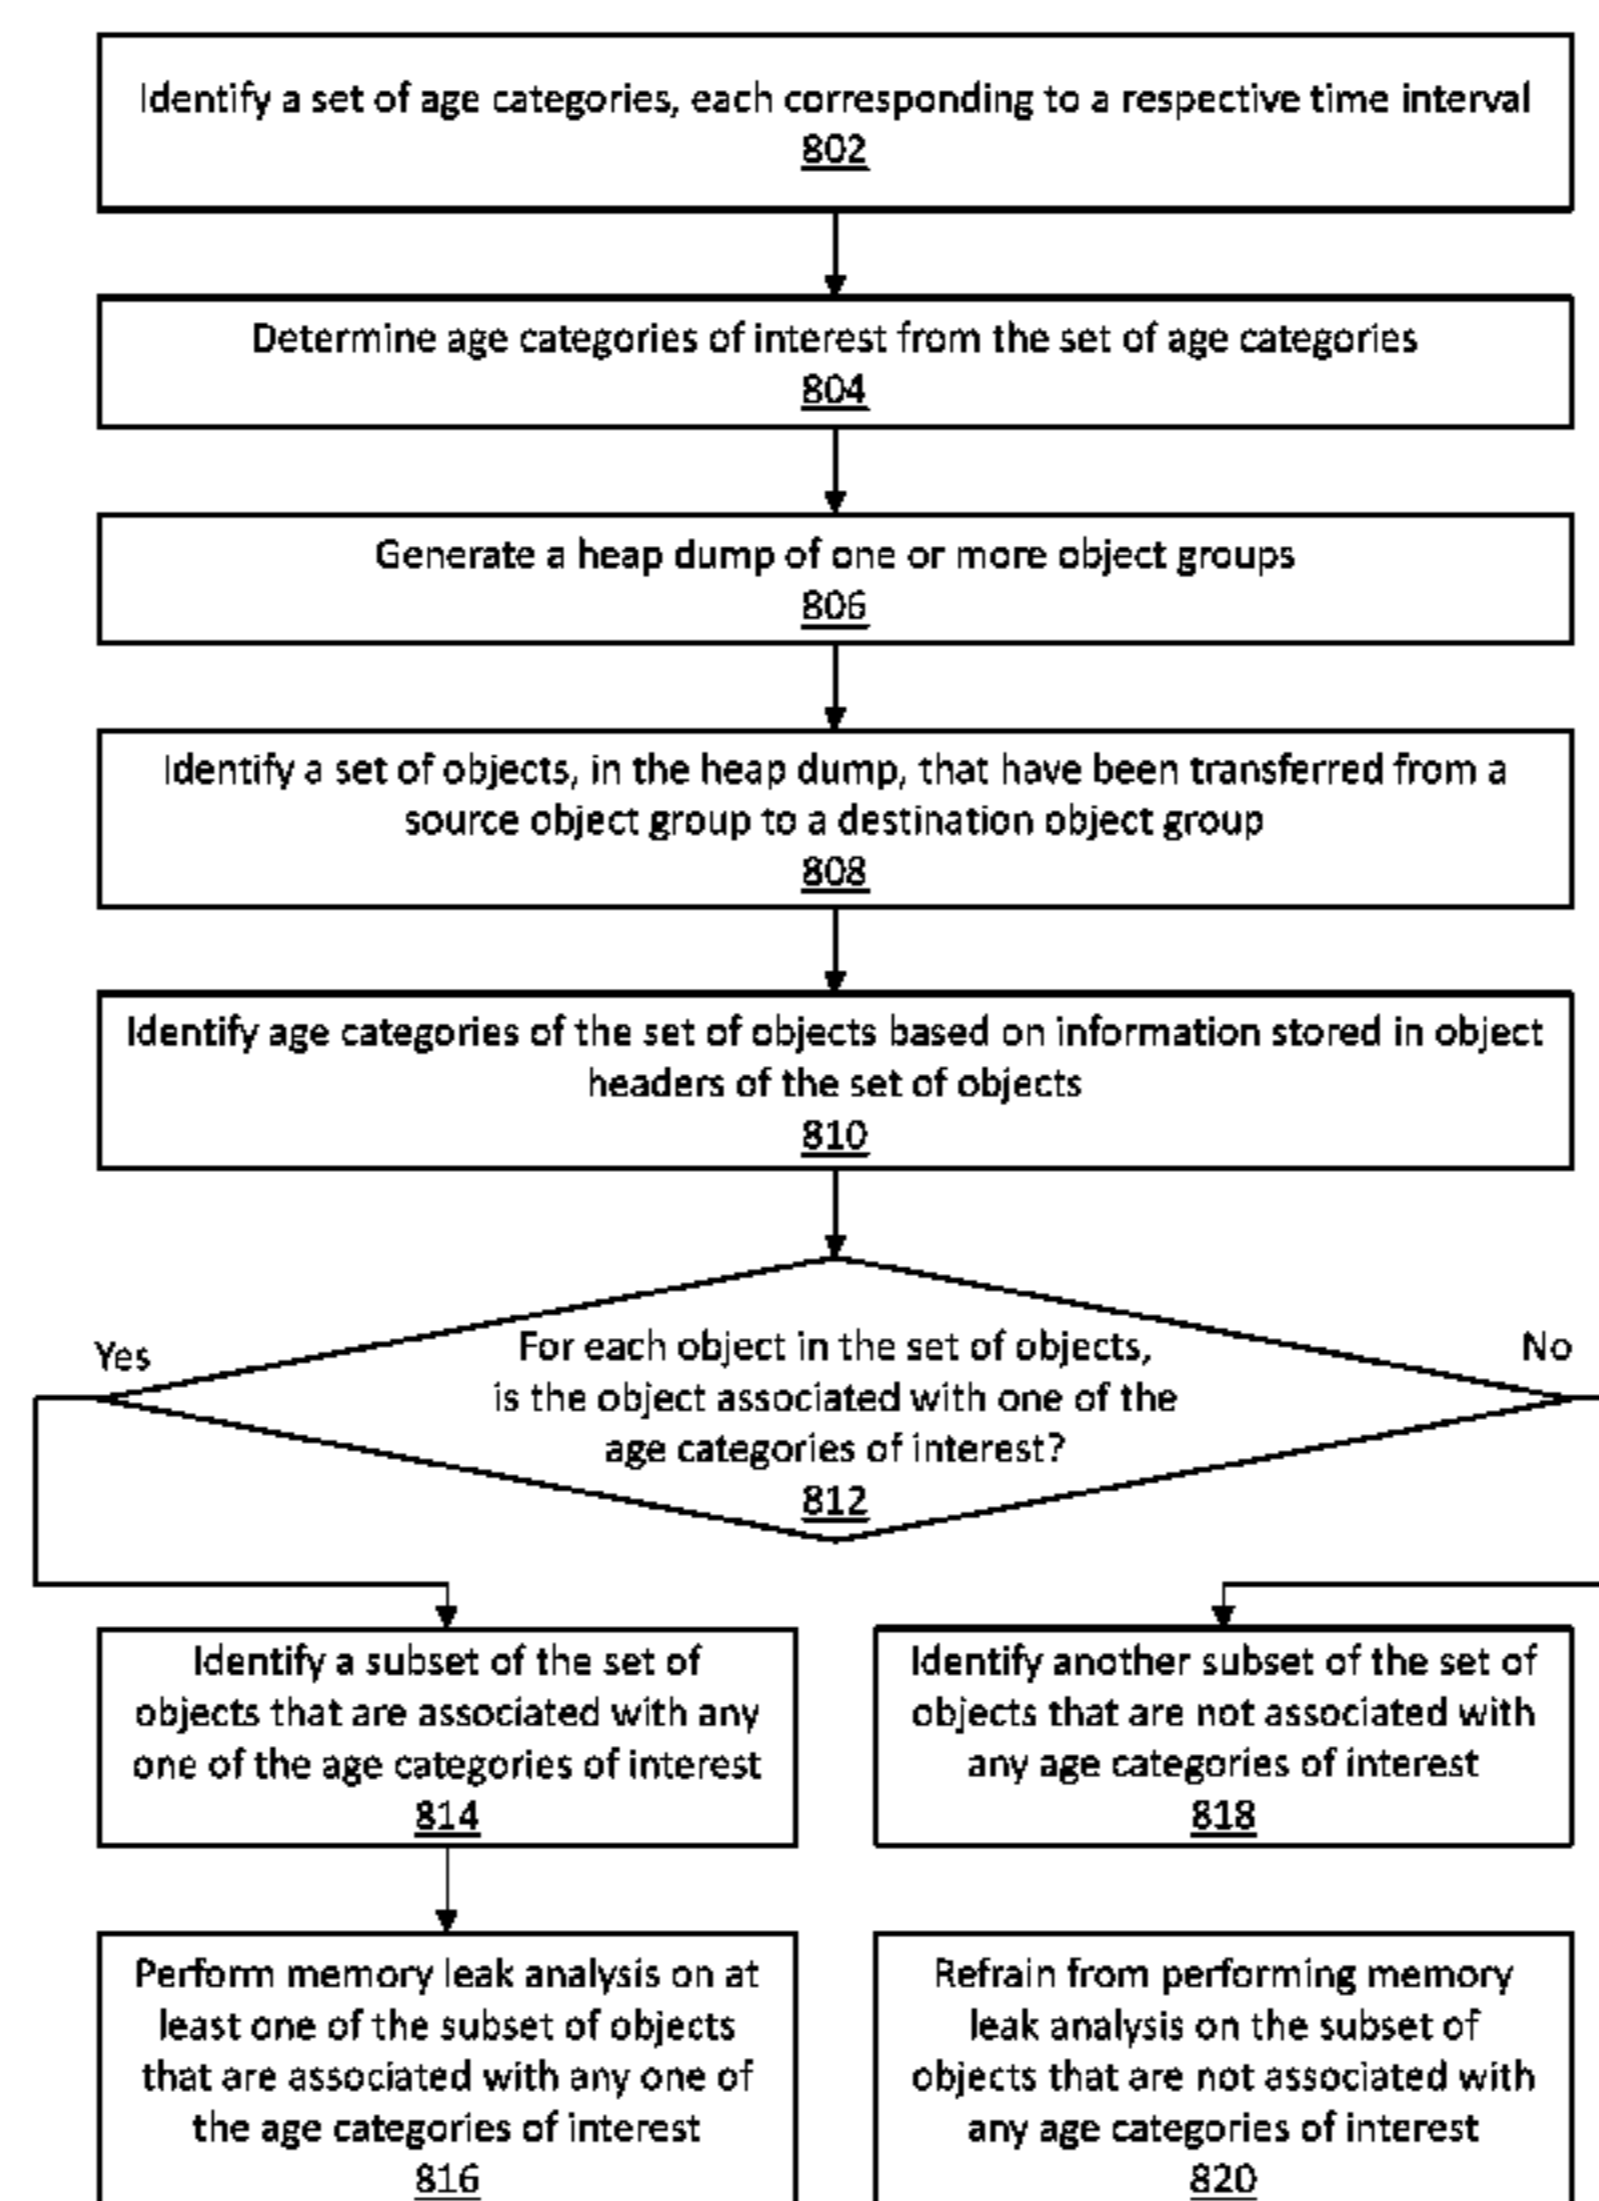 Identify a set of age categories, each corresponding to a respective time interval
802
Determine age categories of interest from the set of age categories
804
Generate a heap dump of one or more object groups
806
Identify a set of objects, in the heap dump, that have been transferred from a
source object group to a destination object group
808
Identify age categories of the set of objects based on information stored in object
headers of the set of objects
810
Yes
No
For each object in the set of objects,
is the object associated with one of the
age categories of interest?
812
Identify a subset of the set of
objects that are associated with any
one of the age categories of interest
814
Identify another subset of the set of
objects that are not associated with
any age categories of interest
818
Perform memory leak analysis on at
least one of the subset of objects
that are associated with any one of
the age categories of interest
816
Refrain from performing memory
leak analysis on the subset of
objects that are not associated with
any age categories of interest
820